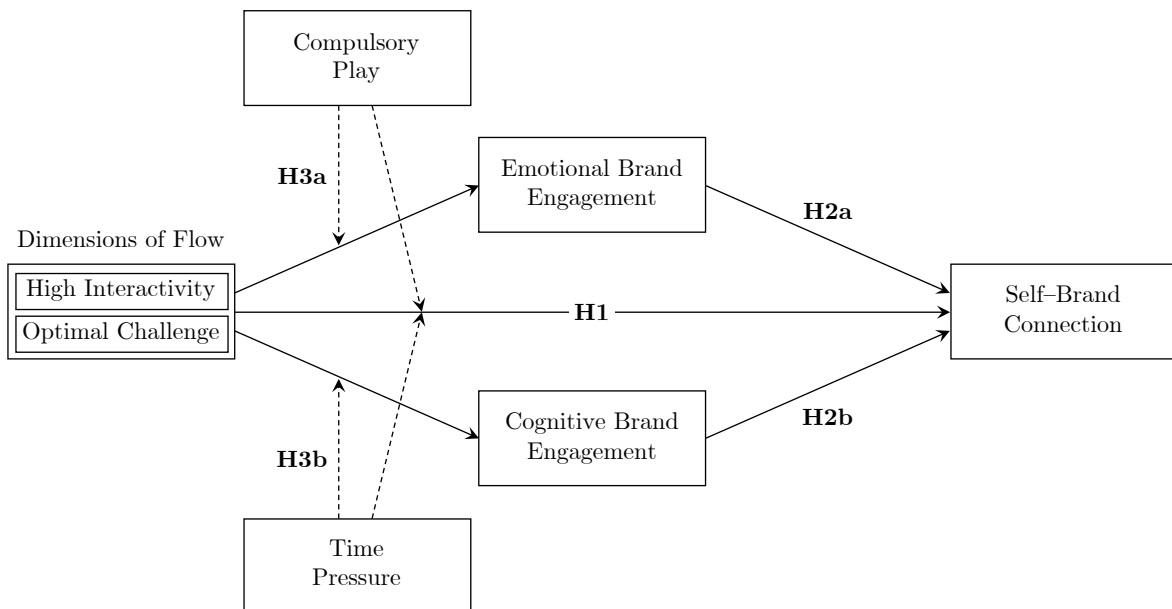 Compulsory
Play
H3a
Emotional Brand
Engagement
H2a
Dimensions of Flow
High Interactivity
Optimal Challenge
H1
Self–Brand
Connection
Cognitive Brand
Engagement
H2b
H3b
Time
Pressure